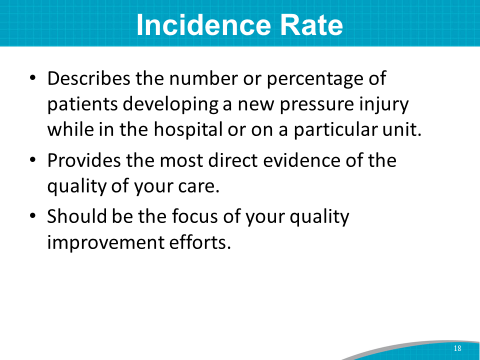 Incidence Rate
• Describes the number or percentage of
patients developing a new pressure injury
while in the hospital or on a particular unit.
• Provides the most direct evidence of the
quality of your care.
• Should be the focus of your quality
improvement efforts.
18